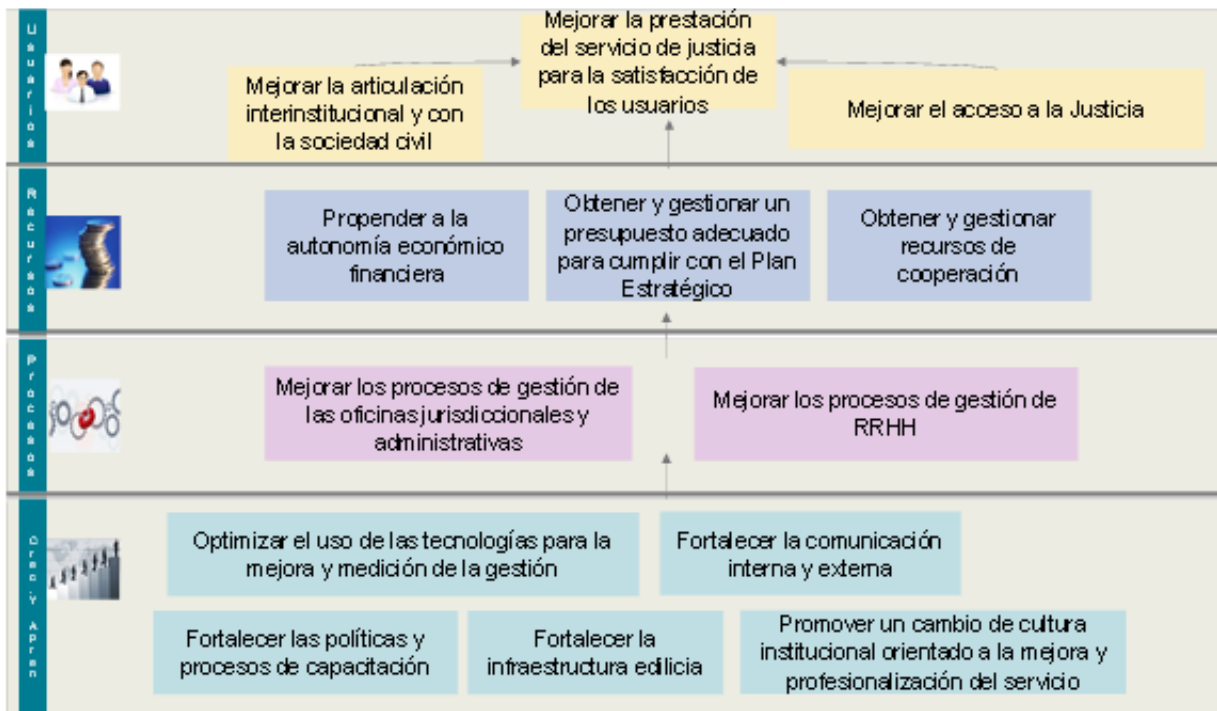 Usuarios
Mejorar la prestación
del servicio de justicia
para la satisfacción de
los usuarios
Mejorar la articulación
interinstitucional y con
la sociedad civil
Mejorar el acceso a la Justicia
Recursos
Propender a la
autonomía económico
financiera
Obtener y gestionar un
presupuesto adecuado
para cumplir con el Plan
Estratégico
Obtener y gestionar
recursos de
cooperación
Procesos
Mejorar los procesos de gestión de
las oficinas jurisdiccionales y
administrativas
Mejorar los procesos de gestión de
RRHH
Crec.y Apren
Optimizar el uso de las tecnologías para la
mejora y medición de la gestión
Fortalecer la comunicación
interna y externa
Fortalecer las políticas y
procesos de capacitación
Fortalecer la
infraestructura edilicia
Promover un cambio de cultura
institucional orientado a la mejora y
profesionalización del servicio